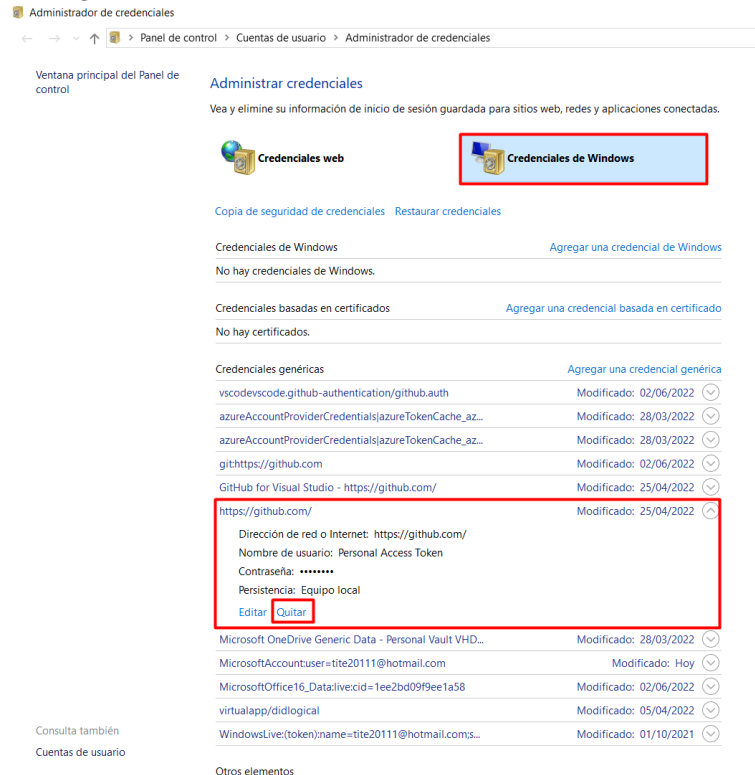 Administrador de credenciales
Panel de control > Cuentas de usuario > Administrador de credenciales
Ventana principal del Panel de
control
Administrar credenciales
Vea y elimine su información de inicio de sesión guardada para sitios web, redes y aplicaciones conectadas.
Credenciales web
Credenciales de Windows
Copia de seguridad de credenciales Restaurar credenciales
Credenciales de Windows Agregar una credencial de Windows
No hay credenciales de Windows.
Credenciales basadas en certificados Agregar una credencial basada en certificado
No hay certificados.
Credenciales genéricas Agregar una credencial genérica
vscodevscode.github-authentication/github.auth Modificado: 02/06/2022
azureAccountProviderCredentials|azureTokenCache_az... Modificado: 28/03/2022
azureAccountProviderCredentials|azureTokenCache_az... Modificado: 28/03/2022
git:https://github.com Modificado: 02/06/2022
GitHub for Visual Studio - https://github.com/ Modificado: 25/04/2022
https://github.com/ Modificado: 25/04/2022
Dirección de red o Internet: https://github.com/
Nombre de usuario: Personal Access Token
Contraseña: ••••••••
Persistencia: Equipo local
Editar Quitar
Microsoft OneDrive Generic Data - Personal Vault VHD... Modificado: 28/03/2022
MicrosoftAccount:user=tite20111@hotmail.com Modificado: Hoy
MicrosoftOffice16_Data:live:cid=1ee2bd09f9ee1a58 Modificado: 02/06/2022
virtualapp/didlogical Modificado: 05/04/2022
WindowsLive:(token):name=tite20111@hotmail.com;s... Modificado: 01/10/2021
Consulta también
Cuentas de usuario
Otros elementos